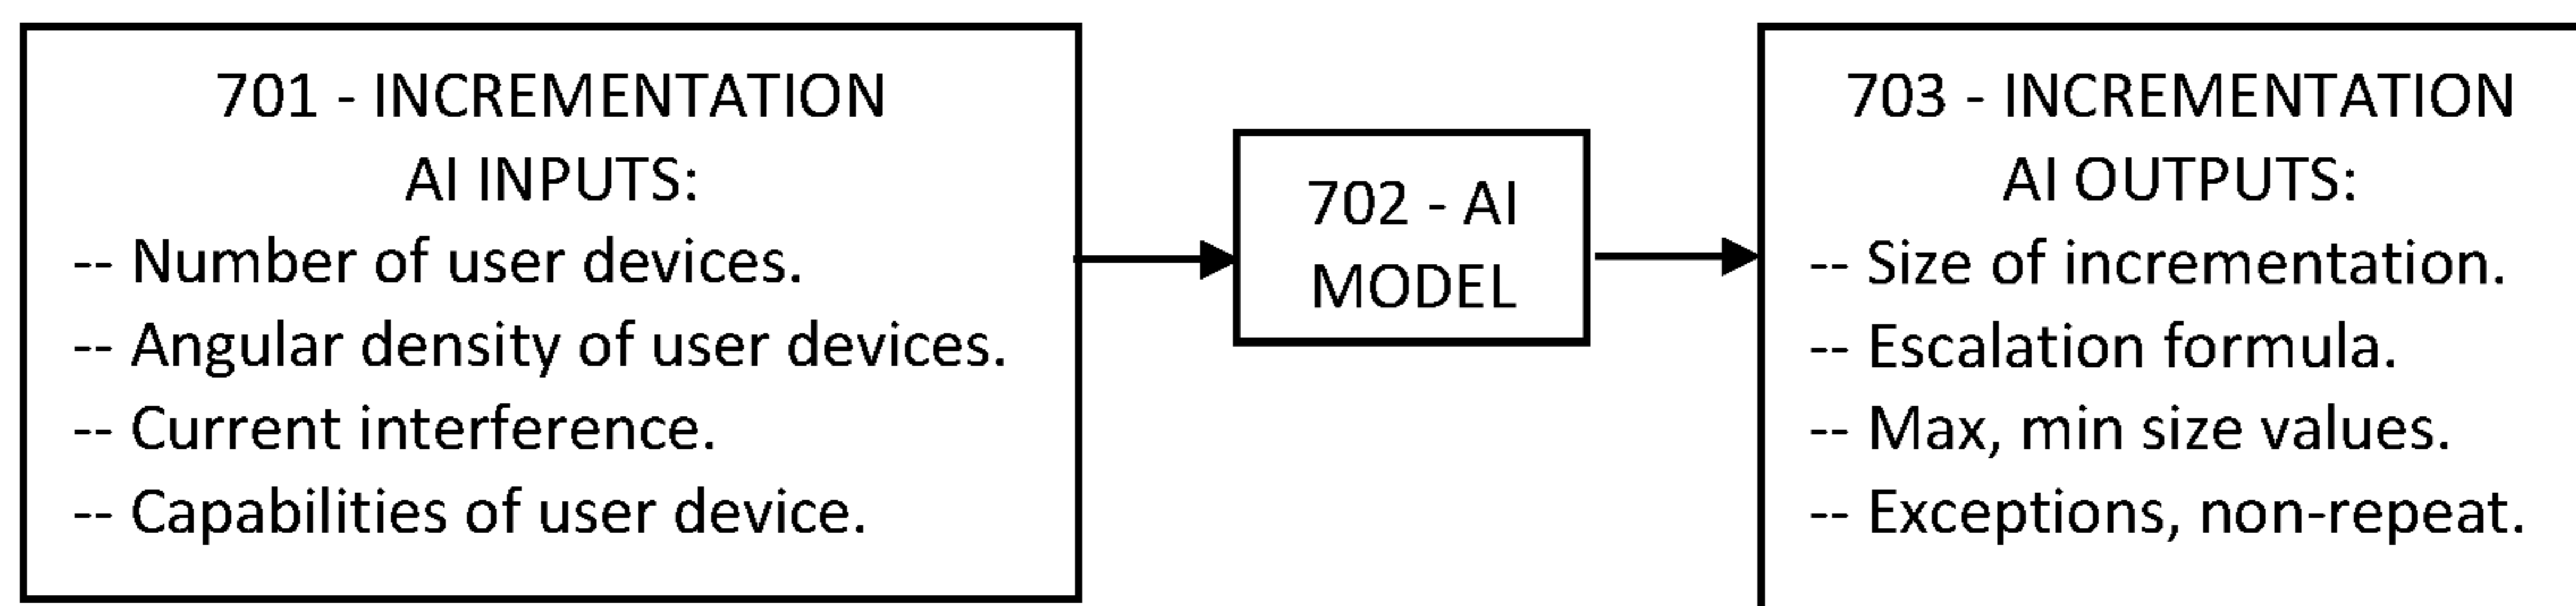 701 - INCREMENTATION
AI INPUTS:
-- Number of user devices.
-- Angular density of user devices.
-- Current interference.
-- Capabilities of user device.
702 - AI
MODEL
703 - INCREMENTATION
AI OUTPUTS:
-- Size of incrementation.
-- Escalation formula.
-- Max, min size values.
-- Exceptions, non-repeat.